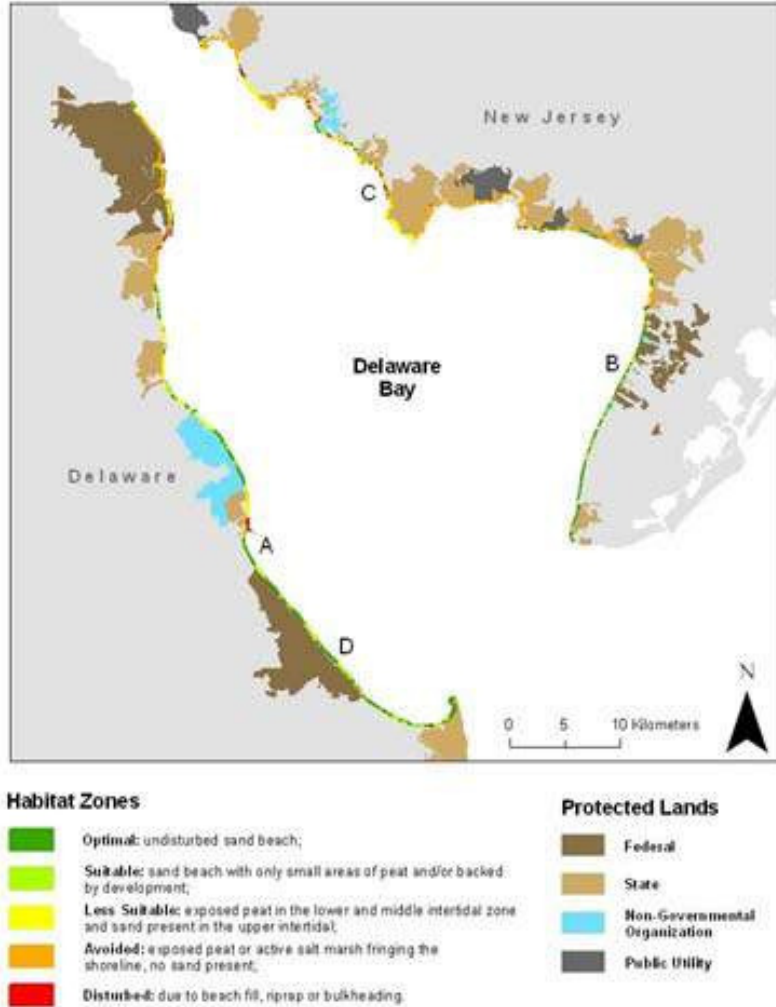 New Jersey
C
Delaware
Bay
B
Delaware
A
D
N
0 5 10 Kilometers
Habitat Zones
Optimal: undisturbed sand beach;
Suitable: sand beach with only small areas of peat and/or backed
by development;
Less Suitable: exposed peat in the lower and middle intertidal zone
and sand present in the upper intertidal;
Avoided: exposed peat or active salt marsh fringing the
shoreline, no sand present;
Disturbed: due to beach fill, riprap or bulkheading.
Protected Lands
Federal
State
Non-Governmental
Organization
Public Utility